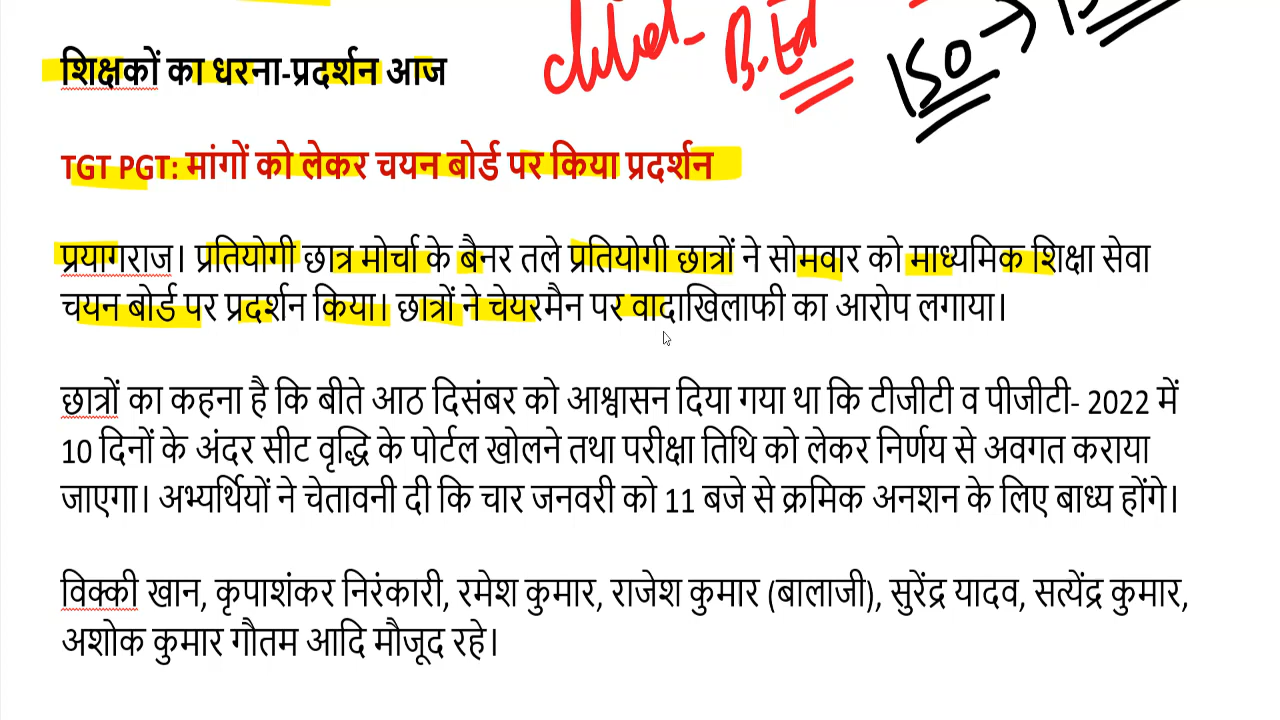 B.Ed
150 →
शिक्षकों का धरना-प्रदर्शन आज
TGT PGT: मांगों को लेकर चयन बोर्ड पर किया प्रदर्शन
प्रयागराज। प्रतियोगी छात्र मोर्चा के बैनर तले प्रतियोगी छात्रों ने सोमवार को माध्यमिक शिक्षा सेवा
चयन बोर्ड पर प्रदर्शन किया। छात्रों ने चेयरमैन पर वादाखिलाफी का आरोप लगाया।
छात्रों का कहना है कि बीते आठ दिसंबर को आश्वासन दिया गया था कि टीजीटी व पीजीटी- 2022 में
10 दिनों के अंदर सीट वृद्धि के पोर्टल खोलने तथा परीक्षा तिथि को लेकर निर्णय से अवगत कराया
जाएगा। अभ्यर्थियों ने चेतावनी दी कि चार जनवरी को 11 बजे से क्रमिक अनशन के लिए बाध्य होंगे।
विक्की खान, कृपाशंकर निरंकारी, रमेश कुमार, राजेश कुमार (बालाजी), सुरेंद्र यादव, सत्येंद्र कुमार,
अशोक कुमार गौतम आदि मौजूद रहे।